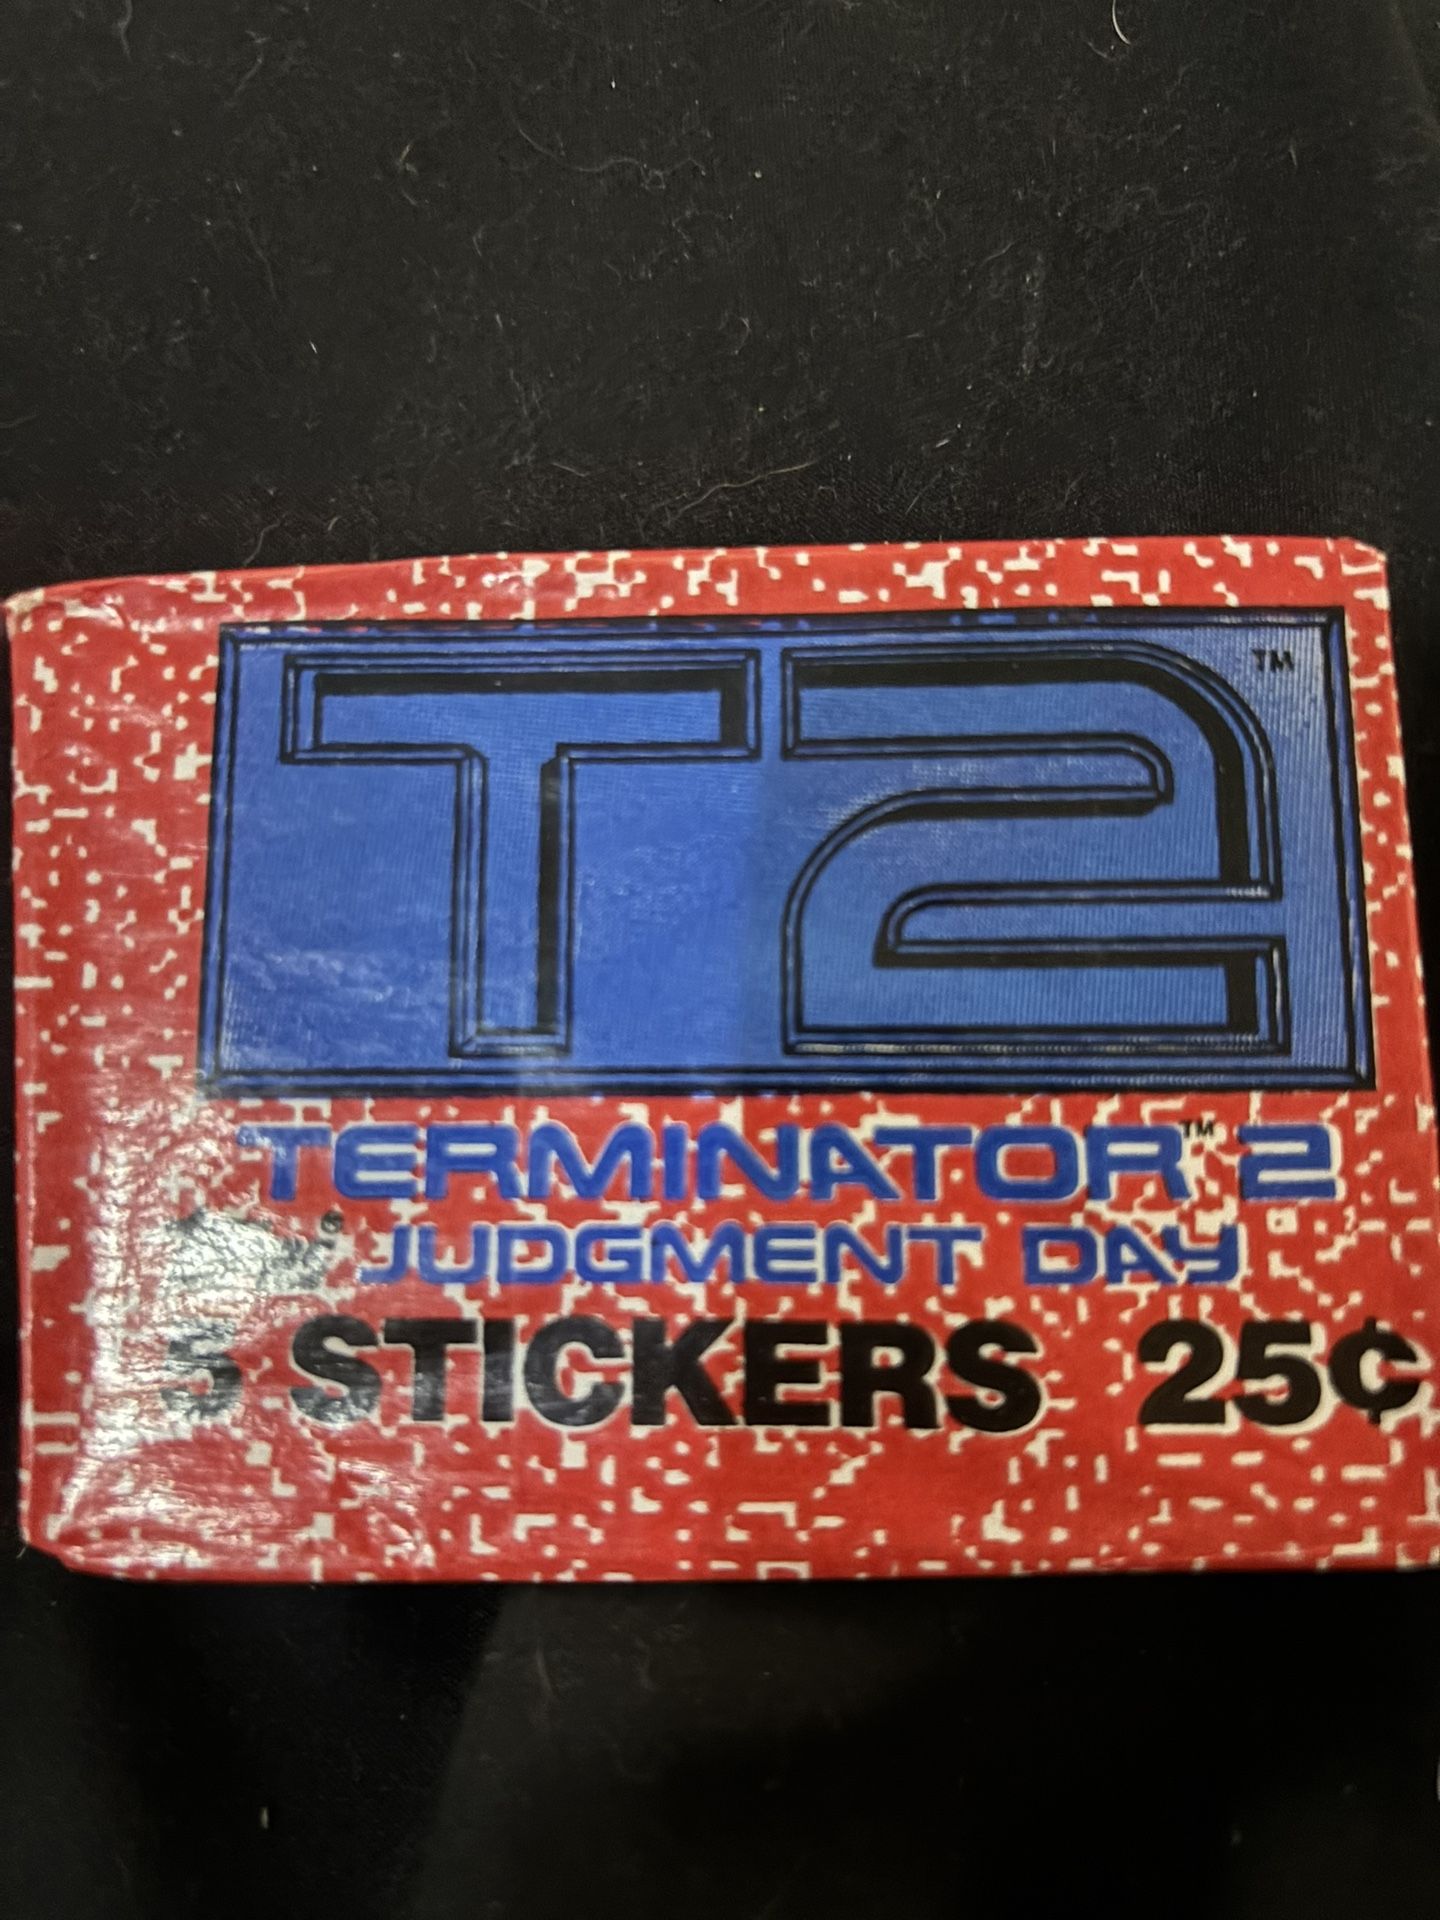 T2™
TERMINATOR™ 2
® JUDGMENT DAY
5 STICKERS 25¢